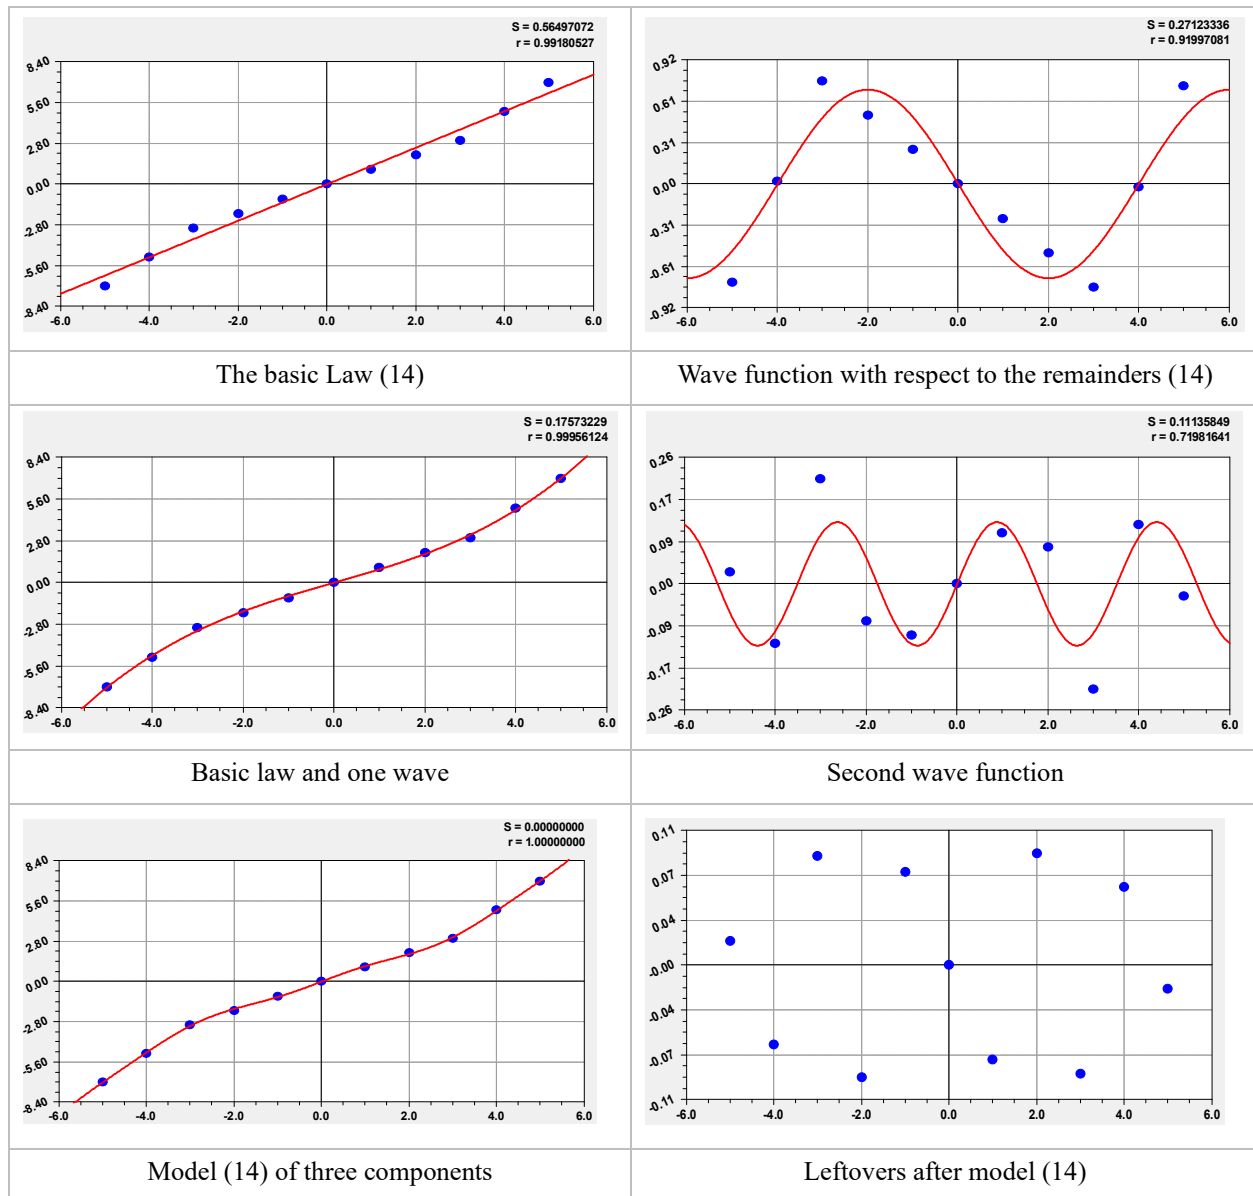 S = 0.56497072
r = 0.99180527
8.40
5.60
2.80
0.00
-2.80
-5.60
-8.40
-6.0 -4.0 -2.0 0.0 2.0 4.0 6.0
The basic Law (14)
S = 0.27123336
r = 0.91997081
0.92
0.61
0.31
0.00
-0.31
-0.61
-0.92
-6.0 -4.0 -2.0 0.0 2.0 4.0 6.0
Wave function with respect to the remainders (14)
S = 0.17573229
r = 0.99956124
8.40
5.60
2.80
0.00
-2.80
-5.60
-8.40
-6.0 -4.0 -2.0 0.0 2.0 4.0 6.0
Basic law and one wave
S = 0.11135849
r = 0.71981641
0.26
0.17
0.09
0.00
-0.09
-0.17
-0.26
-6.0 -4.0 -2.0 0.0 2.0 4.0 6.0
Second wave function
S = 0.00000000
r = 1.00000000
8.40
5.60
2.80
0.00
-2.80
-5.60
-8.40
-6.0 -4.0 -2.0 0.0 2.0 4.0 6.0
Model (14) of three components
0.11
0.07
0.04
-0.00
-0.04
-0.07
-0.11
-6.0 -4.0 -2.0 0.0 2.0 4.0 6.0
Leftovers after model (14)